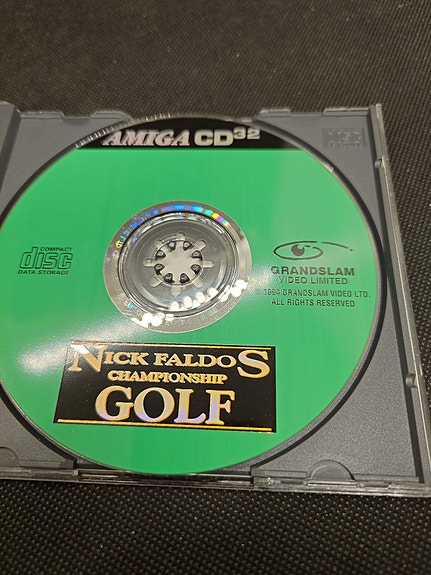 AMIGA CD32
COMPACT
disc
DATA STORAGE
GRANDSLAM
VIDEO LIMITED
© 1994 GRANDSLAM VIDEO LTD.
ALL RIGHTS RESERVED
NICK FALDOS
CHAMPIONSHIP
GOLF